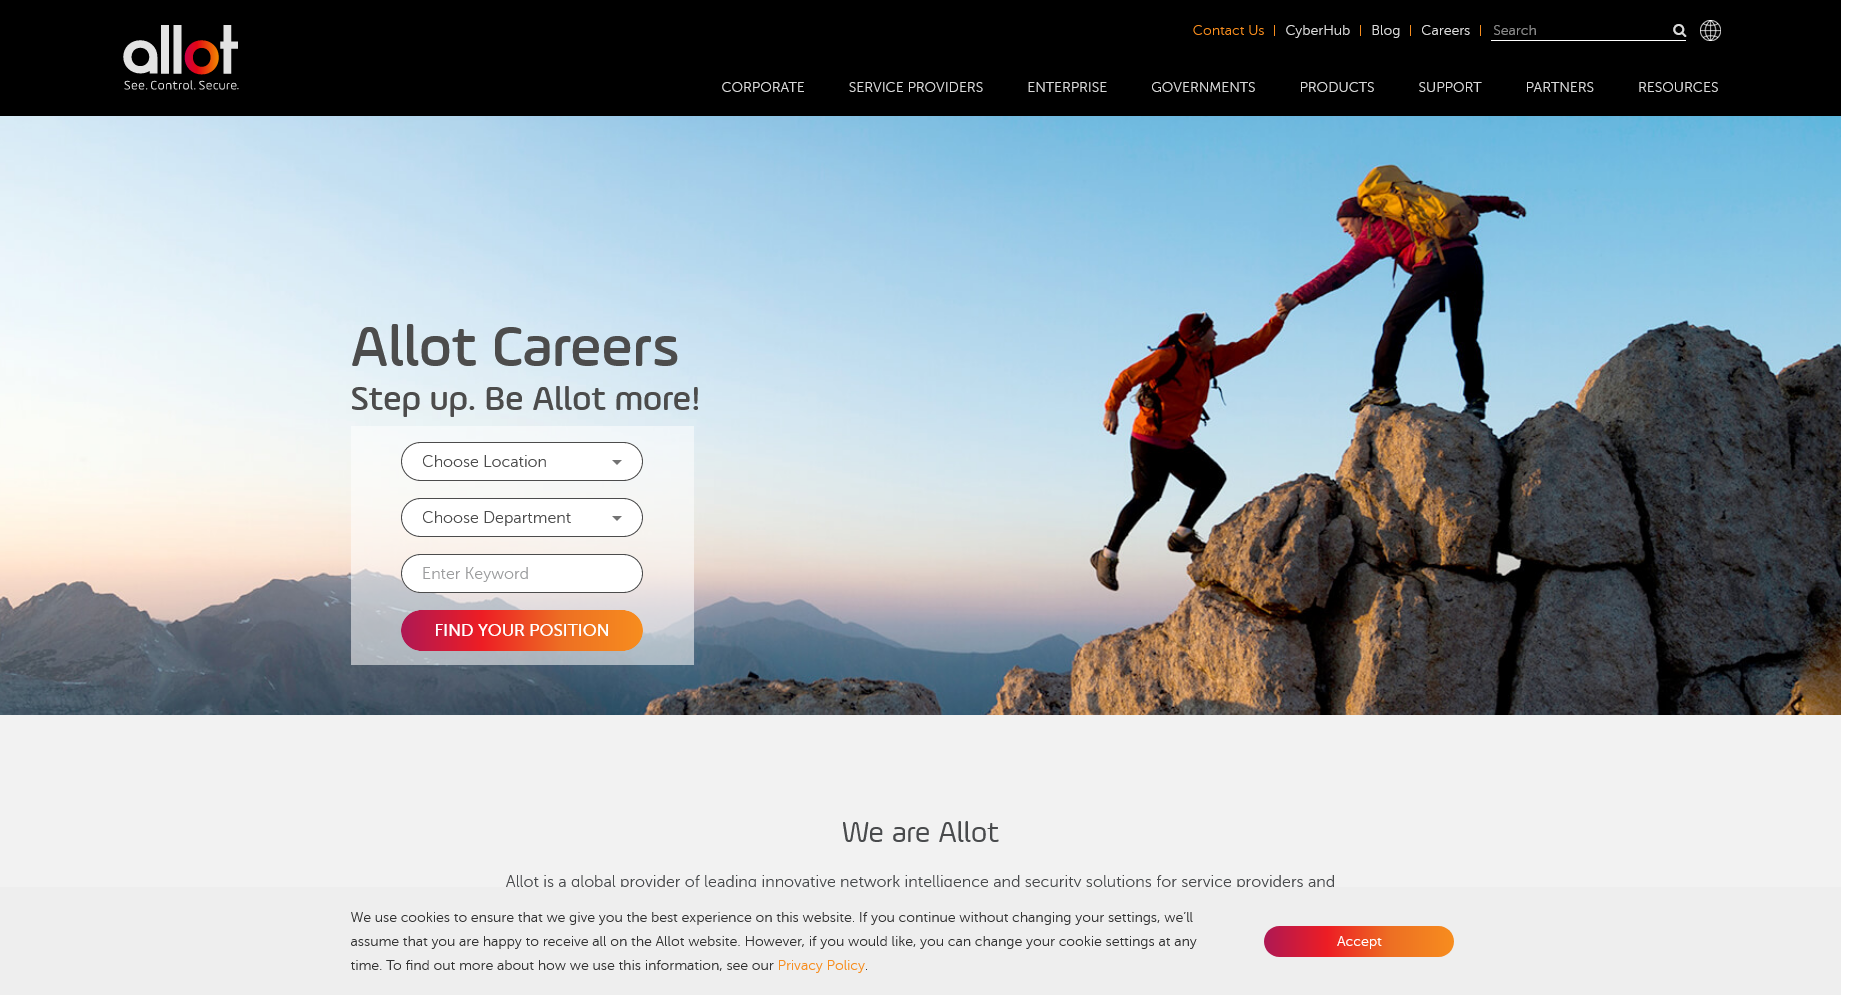 allot
See. Control. Secure.
Contact Us
CyberHub
Blog
Careers
Search
CORPORATE
SERVICE PROVIDERS
ENTERPRISE
GOVERNMENTS
PRODUCTS
SUPPORT
PARTNERS
RESOURCES
Allot Careers
Step up. Be Allot more!
Choose Location
Choose Department
Enter Keyword
FIND YOUR POSITION
We are Allot
Allot is a global provider of leading innovative network intelligence and security solutions for service providers and
We use cookies to ensure that we give you the best experience on this website. If you continue without changing your settings, we'll
assume that you are happy to receive all on the Allot website. However, if you would like, you can change your cookie settings at any
time. To find out more about how we use this information, see our Privacy Policy.
Accept